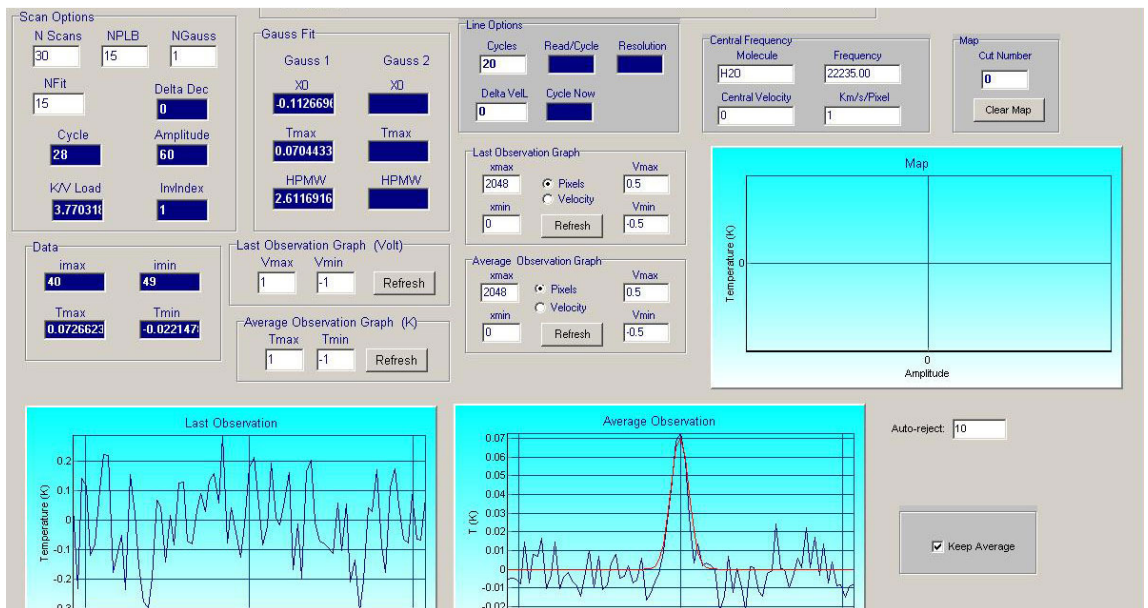 Scan Options
N Scans NPLB NGauss
30 15 1
NFit
15
Delta Dec
0
Cycle Amplitude
28 60
K/V Load InvIndex
3.770318 1
Gauss Fit
Gauss 1 Gauss 2
X0 X0
-0.1126696
Tmax Tmax
0.0704433
HPMW HPMW
2.6116916
Line Options
Cycles Read/Cycle Resolution
20
Delta VelL Cycle Now
0
Central Frequency
Molecule Frequency
H2O 22235.00
Central Velocity Km/s/Pixel
0 1
Map
Cut Number
0
Clear Map
Data
imax imin
40 49
Tmax Tmin
0.0726623 -0.022147
Last Observation Graph (Volt)
Vmax Vmin
1 -1 Refresh
Average Observation Graph (K)
Tmax Tmin
1 -1 Refresh
Last Observation Graph
xmax Vmax
2048 Pixels 0.5
Velocity
xmin Vmin
0 Refresh -0.5
Average Observation Graph
xmax Vmax
2048 Pixels 0.5
Velocity
xmin Vmin
0 Refresh -0.5
Map
Temperature (K)
0
0
Amplitude
Last Observation
Temperature (K)
0.2
0.1
0
-0.1
-0.2
-0.3
Average Observation
T (K)
0.07
0.06
0.05
0.04
0.03
0.02
0.01
0
-0.01
-0.02
Auto-reject: 10
Keep Average